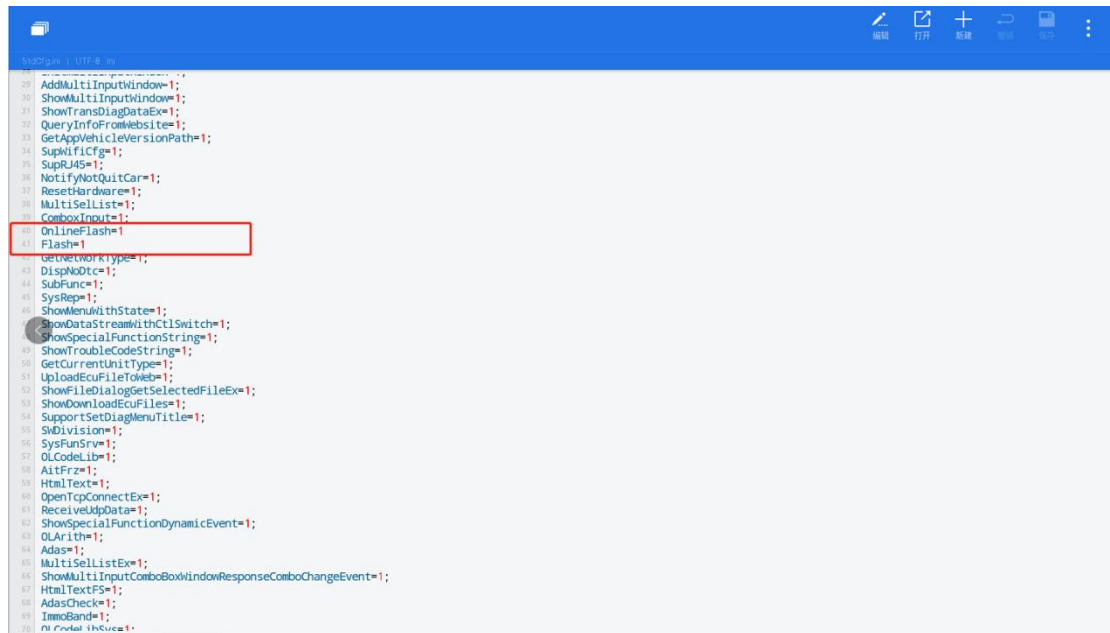 编辑 打开 新建 撤销 保存
StdCfg.ini | UTF-8 ini
28
29 AddMultiInputWindow=1;
30 ShowMultiInputWindow=1;
31 ShowTransDiagDataEx=1;
32 QueryInfoFromWebsite=1;
33 GetAppVehicleVersionPath=1;
34 SupWifiCfg=1;
35 SupRJ45=1;
36 NotifyNotQuitCar=1;
37 ResetHardware=1;
38 MultiSelList=1;
39 ComboxInput=1;
40 OnlineFlash=1
41 Flash=1
42 GetNetWorkType=1;
43 DispNoDtc=1;
44 SubFunc=1;
45 SysRep=1;
46 ShowMenuWithState=1;
ShowDataStreamWithCtlSwitch=1;
ShowSpecialFunctionString=1;
49 ShowTroubleCodeString=1;
50 GetCurrentUnitType=1;
51 UploadEcuFileToWeb=1;
52 ShowFileDialogGetSelectedFileEx=1;
53 ShowDownloadEcuFiles=1;
54 SupportSetDiagMenuTitle=1;
55 SWDivision=1;
56 SysFunSrv=1;
57 OLCodeLib=1;
58 AitFrz=1;
59 HtmlText=1;
60 OpenTcpConnectEx=1;
61 ReceiveUdpData=1;
62 ShowSpecialFunctionDynamicEvent=1;
63 OLArith=1;
64 Adas=1;
65 MultiSelListEx=1;
66 ShowMultiInputComboBoxWindowResponseComboChangeEvent=1;
67 HtmlTextFS=1;
68 AdasCheck=1;
69 ImmoBand=1;
70 OLCodeLibSys=1;